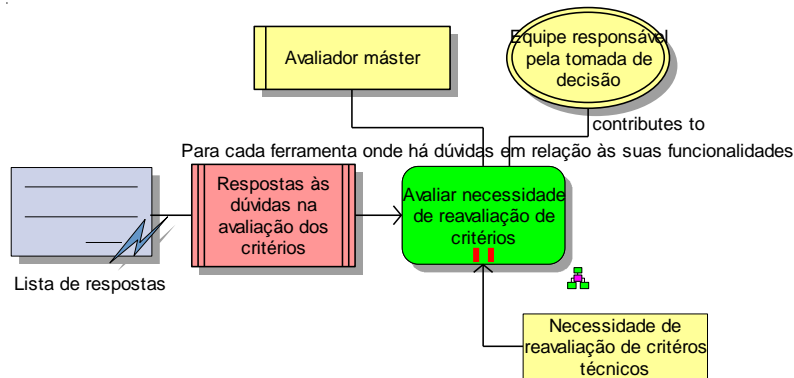 Avaliador máster
Equipe responsável
pela tomada de
decisão
contributes to
Para cada ferramenta onde há dúvidas em relação às suas funcionalidades
Respostas às
dúvidas na
avaliação dos
critérios
Avaliar necessidade
de reavaliação de
critérios
Lista de respostas
Necessidade de
reavaliação de critéros
técnicos